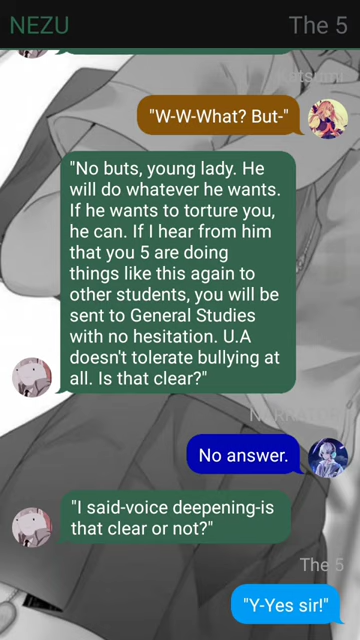 NEZU The 5
Ketsumi
"W-W-What? But-"
"No buts, young lady. He
will do whatever he wants.
If he wants to torture you,
he can. If I hear from him
that you 5 are doing
things like this again to
other students, you will be
sent to General Studies
with no hesitation. U.A
doesn't tolerate bullying at
all. Is that clear?"
NARRATOR
No answer.
"I said-voice deepening-is
that clear or not?"
The 5
"Y-Yes sir!"